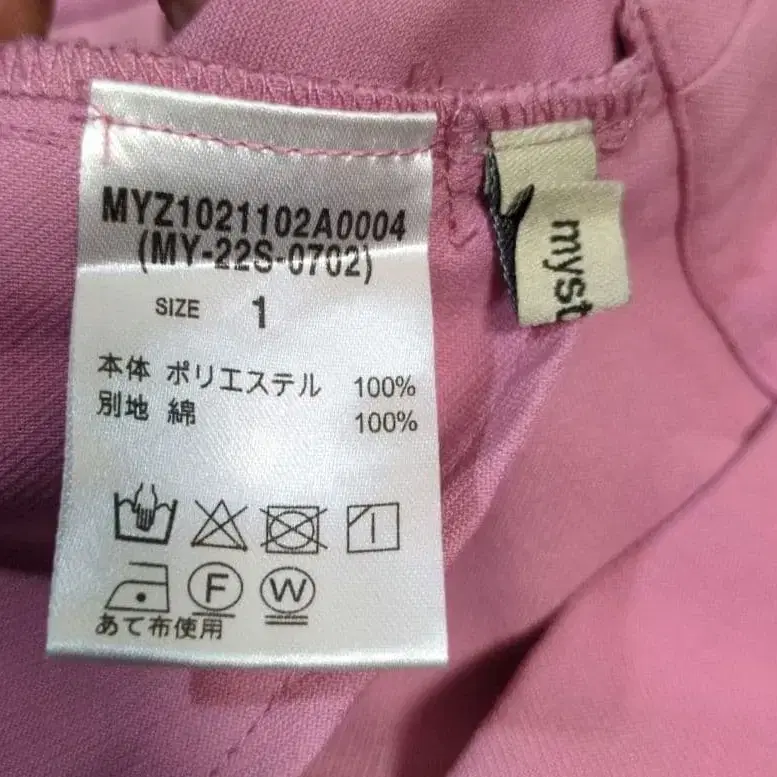 MYZ1021102A0004
(MY-22S-0702)
SIZE 1
本体 ポリエステル 100%
別地 綿 100%
F W
あて布使用
myst